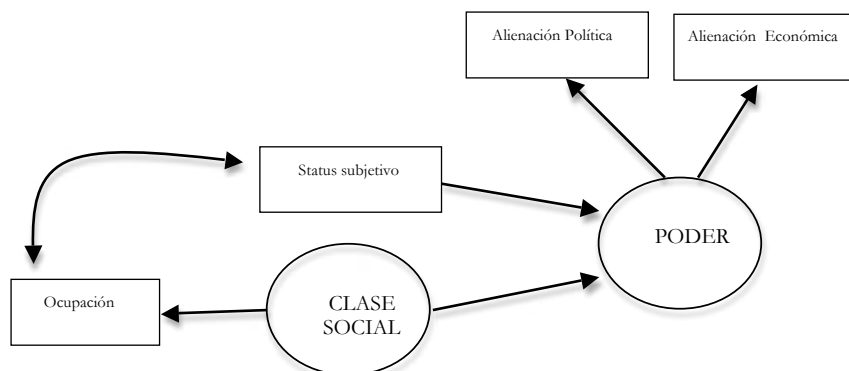 Alienación Política
Alienación Económica
Status subjetivo
PODER
Ocupación
CLASE
SOCIAL